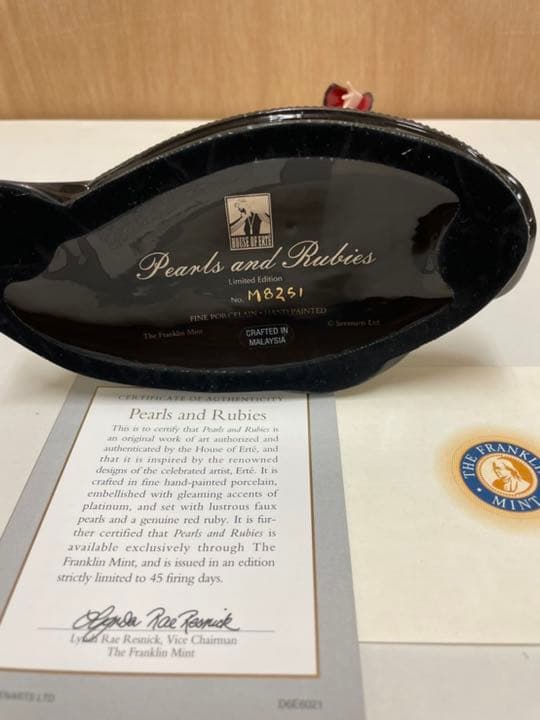 HOUSE OF ERTÉ
Pearls and Rubies
Limited Edition
No. M8251
FINE PORCELAIN • HAND PAINTED
The Franklin Mint
© Sevenarts Ltd.
CRAFTED IN
MALAYSIA
CERTIFICATE OF AUTHENTICITY
Pearls and Rubies
This is to certify that Pearls and Rubies is
an original work of art authorized and
authenticated by the House of Erté, and
that it is inspired by the renowned
designs of the celebrated artist, Erté. It is
crafted in fine hand-painted porcelain,
embellished with gleaming accents of
platinum, and set with lustrous faux
pearls and a genuine red ruby. It is fur-
ther certified that Pearls and Rubies is
available exclusively through The
Franklin Mint, and is issued in an edition
strictly limited to 45 firing days.
Lynda Rae Resnick
Lynda Rae Resnick, Vice Chairman
The Franklin Mint
ENARTS LTD
D6E6021
THE FRANKLIN
MINT